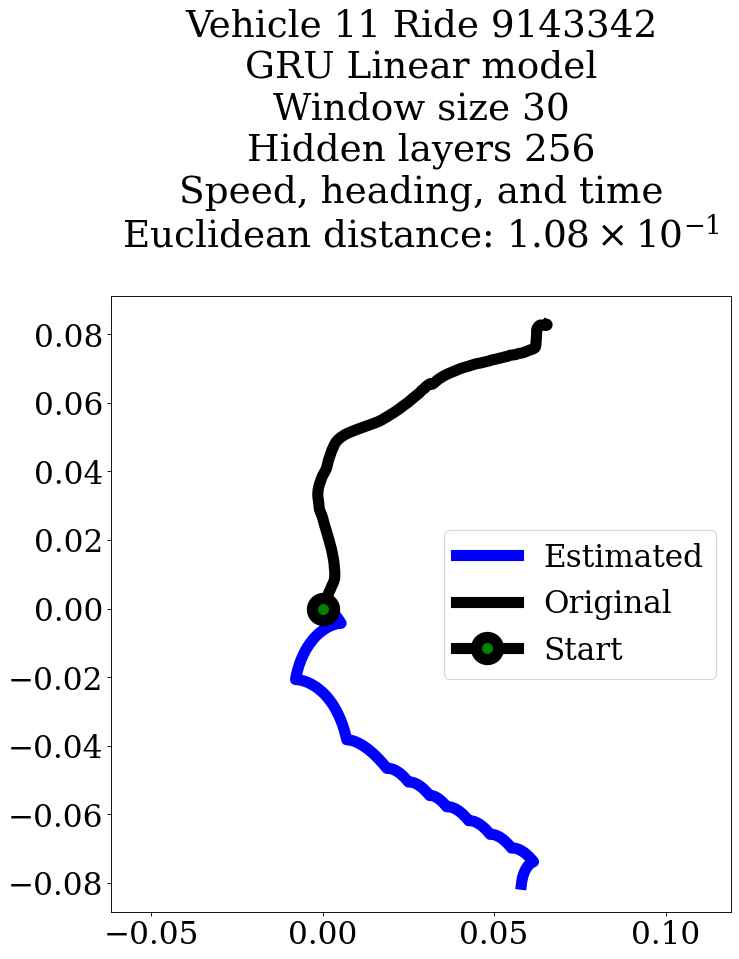 Vehicle 11 Ride 9143342
GRU Linear model
Window size 30
Hidden layers 256
Speed, heading, and time
Euclidean distance: 1.08 × 10⁻¹
0.08
0.06
0.04
0.02
0.00
−0.02
−0.04
−0.06
−0.08
Estimated
Original
Start
−0.05
0.00
0.05
0.10